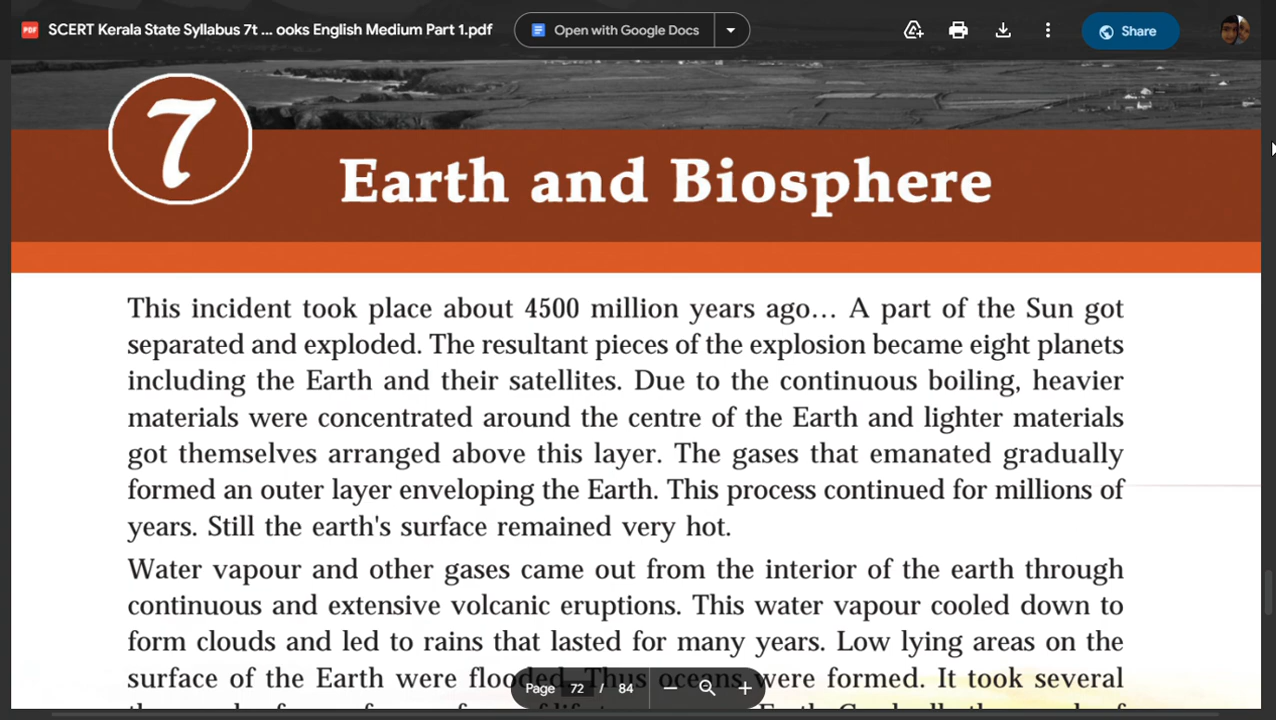 SCERT Kerala State Syllabus 7t ... ooks English Medium Part 1.pdf
Open with Google Docs
Share
7
Earth and Biosphere
This incident took place about 4500 million years ago… A part of the Sun got
separated and exploded. The resultant pieces of the explosion became eight planets
including the Earth and their satellites. Due to the continuous boiling, heavier
materials were concentrated around the centre of the Earth and lighter materials
got themselves arranged above this layer. The gases that emanated gradually
formed an outer layer enveloping the Earth. This process continued for millions of
years. Still the earth's surface remained very hot.
Water vapour and other gases came out from the interior of the earth through
continuous and extensive volcanic eruptions. This water vapour cooled down to
form clouds and led to rains that lasted for many years. Low lying areas on the
surface of the Earth were flooded. Thus oceans were formed. It took several
Page 72 / 84